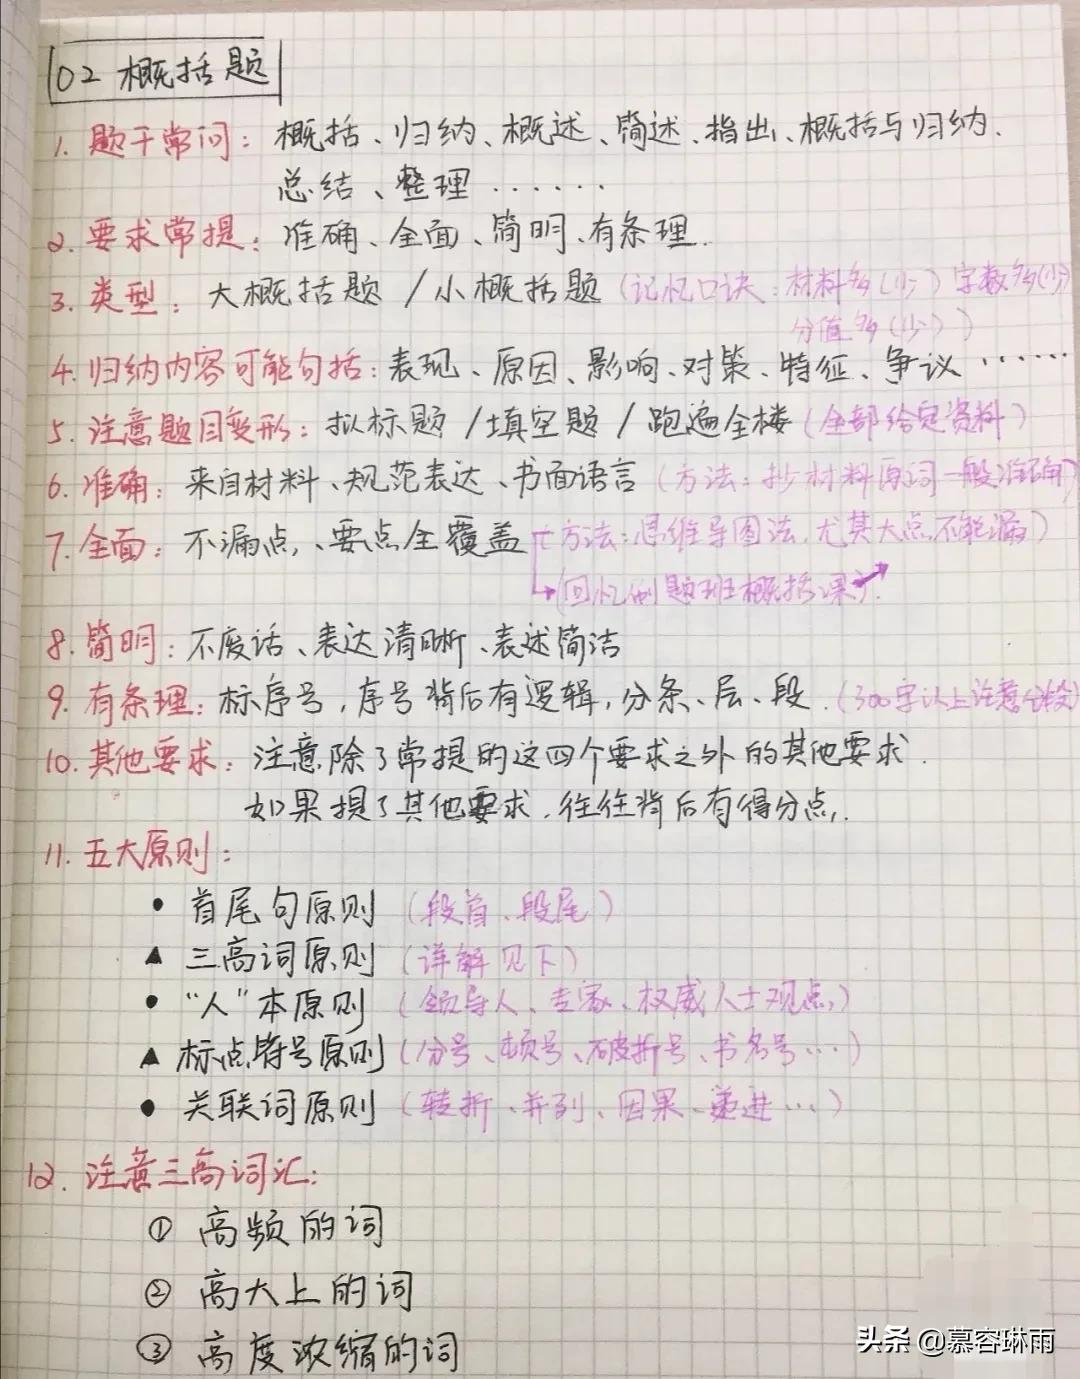 02 概括题
1. 题干常问：概括、归纳、概述、简述、指出、概括与归纳、
总结、整理……
2. 要求常提：准确、全面、简明、有条理.
3. 类型：大概括题 / 小概括题（记忆口诀：材料多(少) 字数多(少)
分值多(少)）
4. 归纳内容可能包括：表现、原因、影响、对策、特征、争议……
5. 注意题目变形：拟标题 / 填空题 / 跑遍全楼（全部给定资料）
6. 准确：来自材料、规范表达、书面语言（方法：抄材料原词一般准确）
7. 全面：不漏点、要点全覆盖 方法：思维导图法，尤其大点不能漏）
（回忆例题班概括课）
8. 简明：不废话、表达清晰、表述简洁
9. 有条理：标序号，序号背后有逻辑，分条、层、段.（300字以上注意分段）
10. 其他要求：注意除了常提的这四个要求之外的其他要求.
如果提了其他要求，往往背后有得分点.
11. 五大原则：
• 首尾句原则（段首、段尾）
▲ 三高词原则（详解见下）
• “人”本原则（领导人、专家、权威人士观点）
▲ 标点符号原则（分号、顿号、破折号、书名号…）
• 关联词原则（转折、并列、因果、递进…）
12. 注意三高词汇：
① 高频的词
② 高大上的词
③ 高度浓缩的词
头条 @慕容琳雨